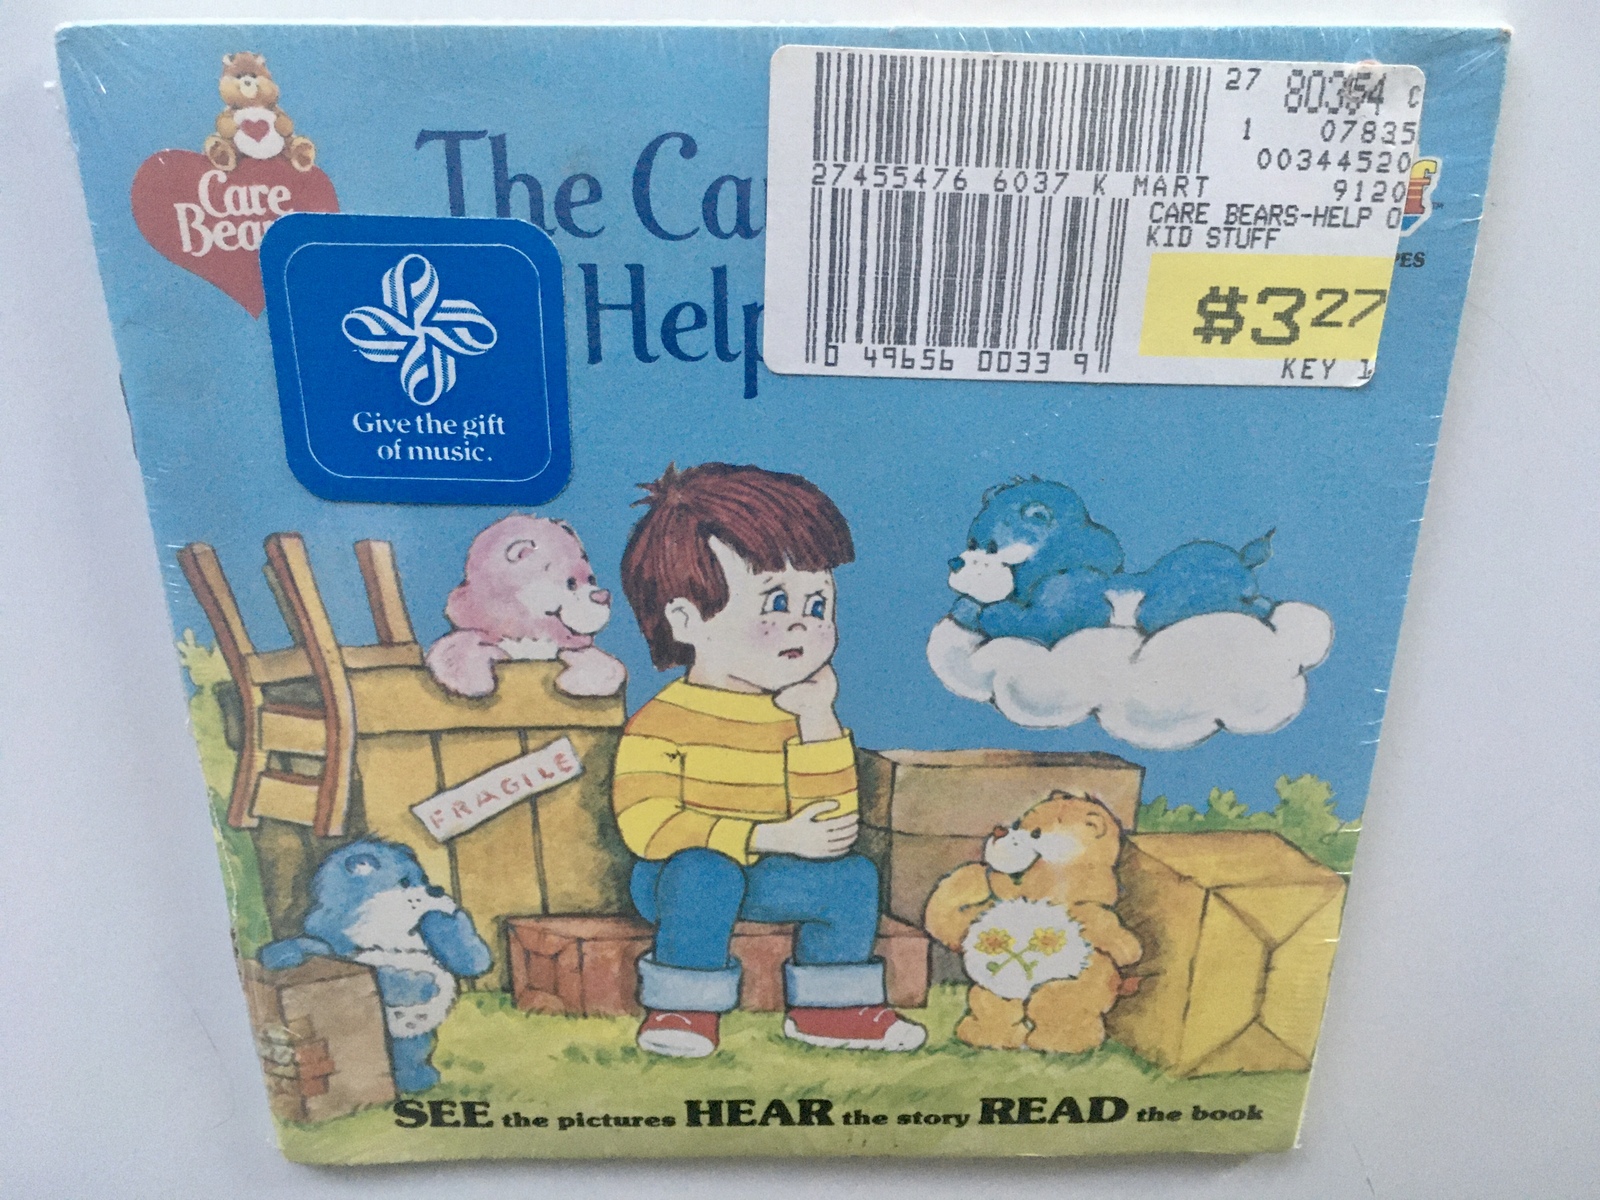 Care
Bea
The Ca
Help
27
C
1 07835
00344520
27455476 6037 K MART 9120
CARE BEARS-HELP O
KID STUFF
$3 27
0 49656 0033 9
KEY 1
PES
Give the gift
of music.
FRAGILE
SEE the pictures HEAR the story READ the book